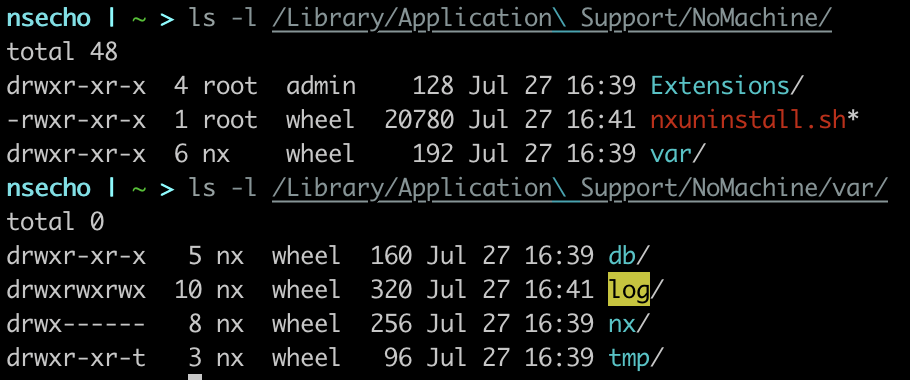 nsecho | ~ > ls -l /Library/Application\ Support/NoMachine/
total 48
drwxr-xr-x  4 root  admin    128 Jul 27 16:39 Extensions/
-rwxr-xr-x  1 root  wheel  20780 Jul 27 16:41 nxuninstall.sh*
drwxr-xr-x  6 nx    wheel    192 Jul 27 16:39 var/
nsecho | ~ > ls -l /Library/Application\ Support/NoMachine/var/
total 0
drwxr-xr-x   5 nx  wheel  160 Jul 27 16:39 db/
drwxrwxrwx  10 nx  wheel  320 Jul 27 16:41 log/
drwx------   8 nx  wheel  256 Jul 27 16:39 nx/
drwxr-xr-t   3 nx  wheel   96 Jul 27 16:39 tmp/